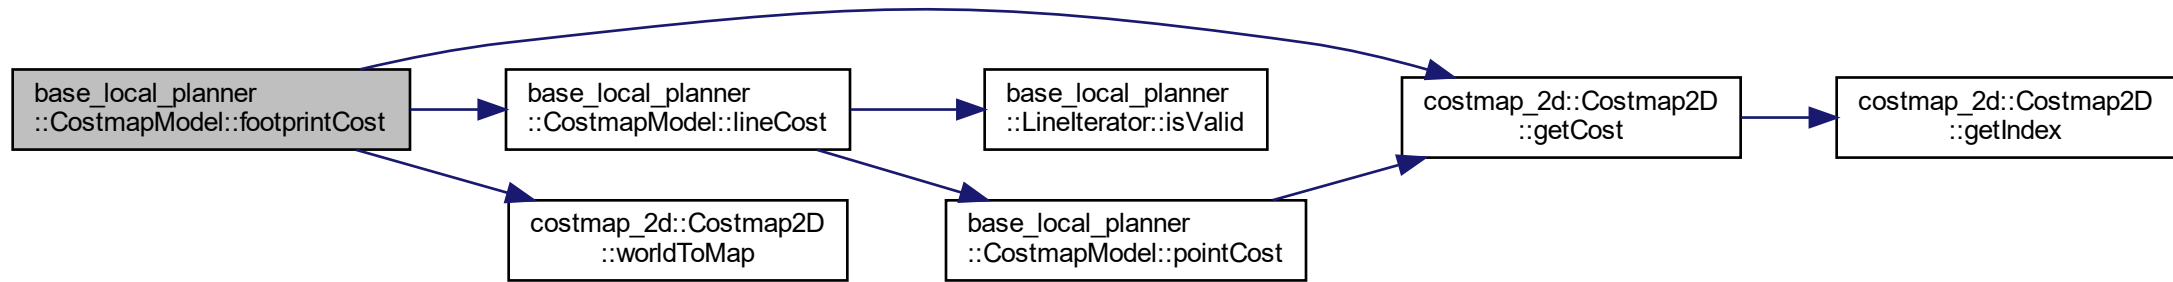 base_local_planner
::CostmapModel::footprintCost
base_local_planner
::CostmapModel::lineCost
base_local_planner
::LineIterator::isValid
costmap_2d::Costmap2D
::getCost
costmap_2d::Costmap2D
::getIndex
costmap_2d::Costmap2D
::worldToMap
base_local_planner
::CostmapModel::pointCost